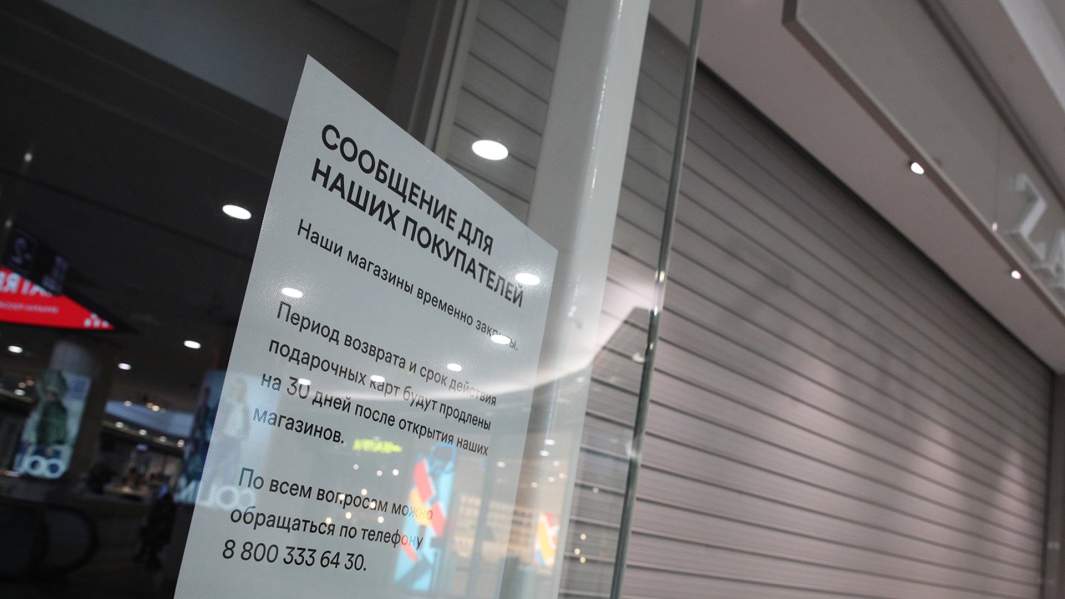 СООБЩЕНИЕ ДЛЯ
НАШИХ ПОКУПАТЕЛЕЙ
Наши магазины временно закрыты.
Период возврата и срок действия
подарочных карт будут продлены
на 30 дней после открытия наших
магазинов.
По всем вопросам можно
обращаться по телефону
8 800 333 64 30.